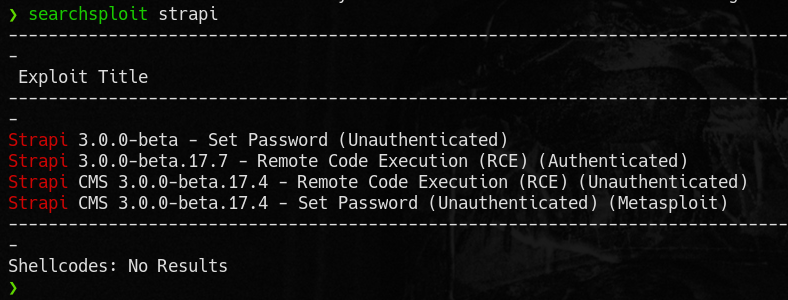 ❯ searchsploit strapi
------------------------------------------------------------------------------
-
 Exploit Title
------------------------------------------------------------------------------
-
Strapi 3.0.0-beta - Set Password (Unauthenticated)
Strapi 3.0.0-beta.17.7 - Remote Code Execution (RCE) (Authenticated)
Strapi CMS 3.0.0-beta.17.4 - Remote Code Execution (RCE) (Unauthenticated)
Strapi CMS 3.0.0-beta.17.4 - Set Password (Unauthenticated) (Metasploit)
------------------------------------------------------------------------------
-
Shellcodes: No Results
❯